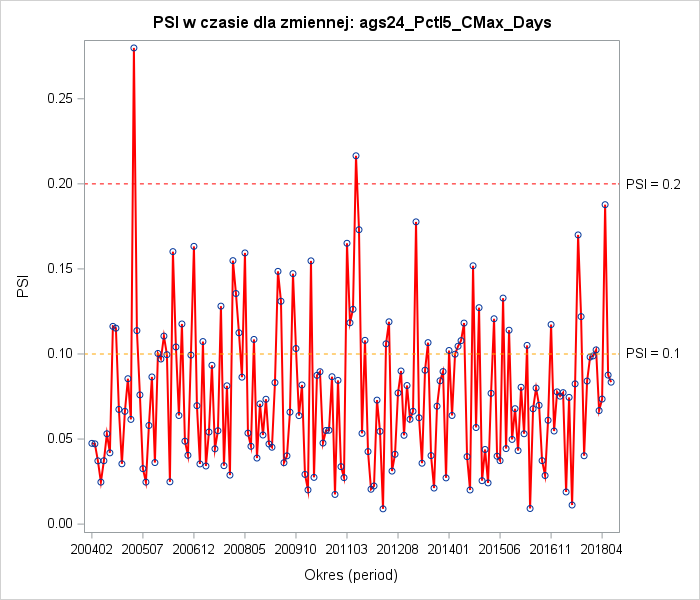 PSI w czasie dla zmiennej: ags24_Pctl5_CMax_Days
0.25
0.20
PSI = 0.2
0.15
PSI
0.10
PSI = 0.1
0.05
0.00
200402 200507 200612 200805 200910 201103 201208 201401 201506 201611 201804
Okres (period)